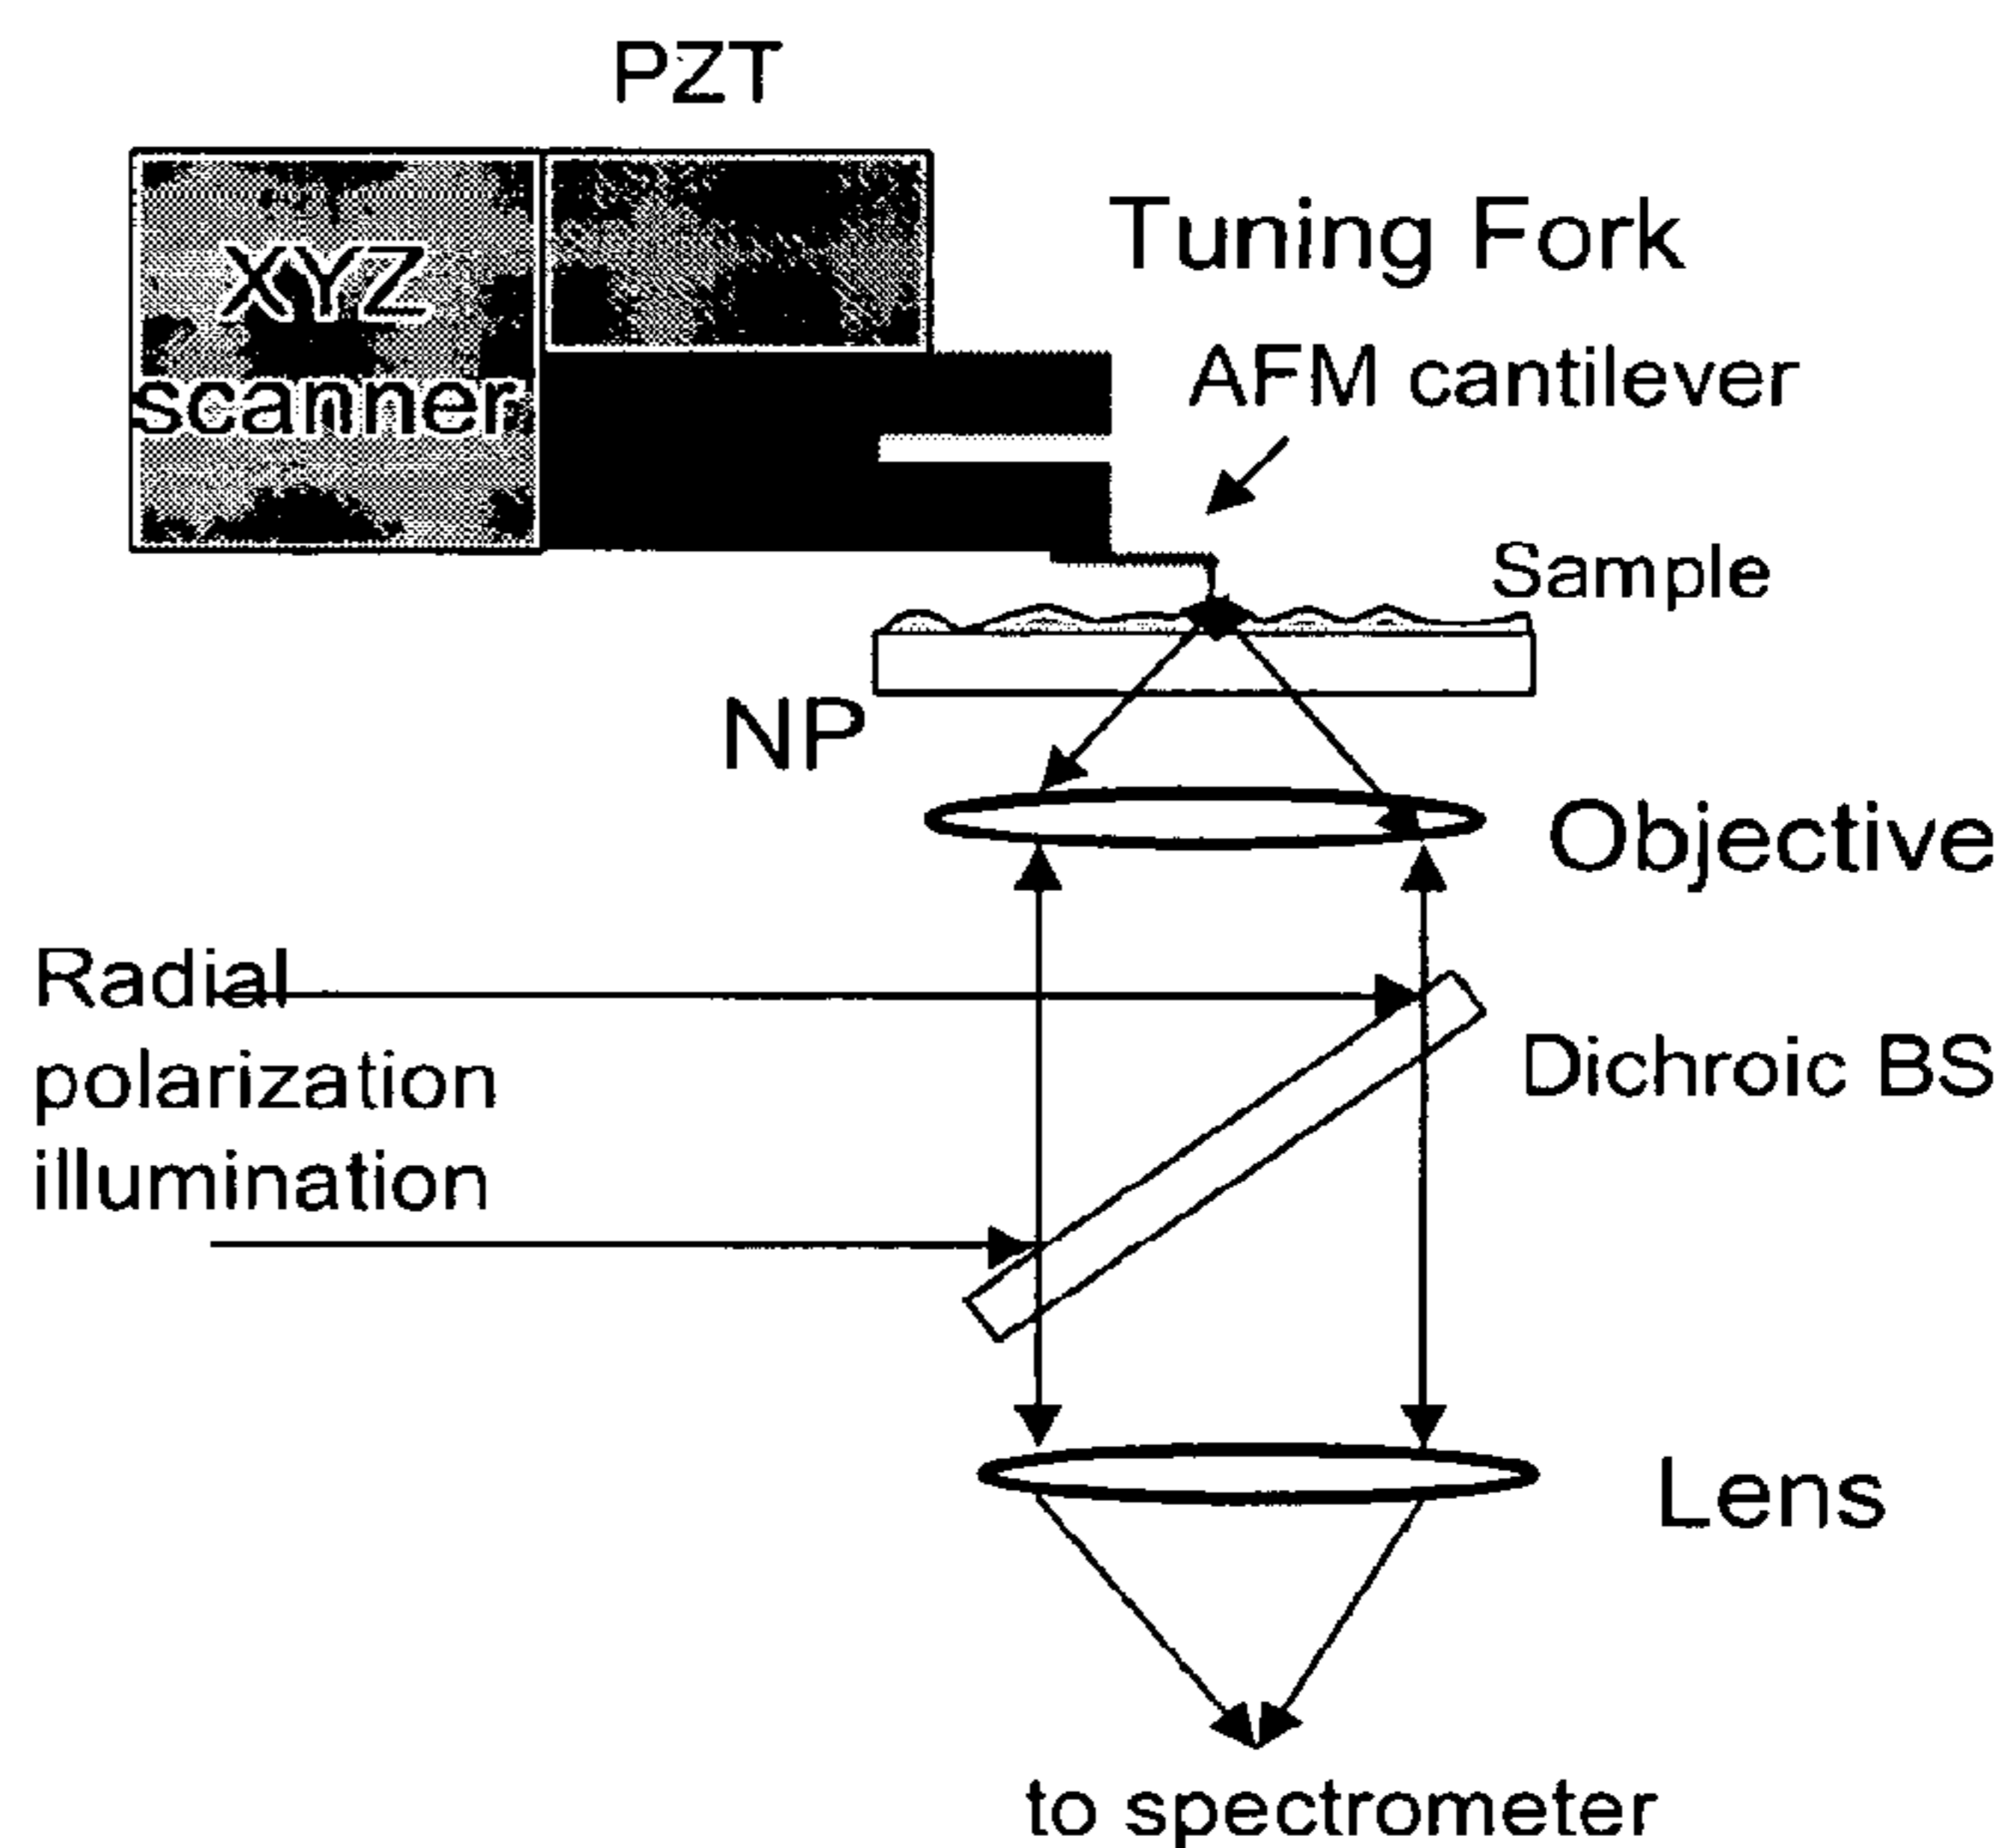 PZT
XYZ
scanner
Tuning Fork
AFM cantilever
Sample
NP
Objective
Radial
polarization
illumination
Dichroic BS
Lens
to spectrometer